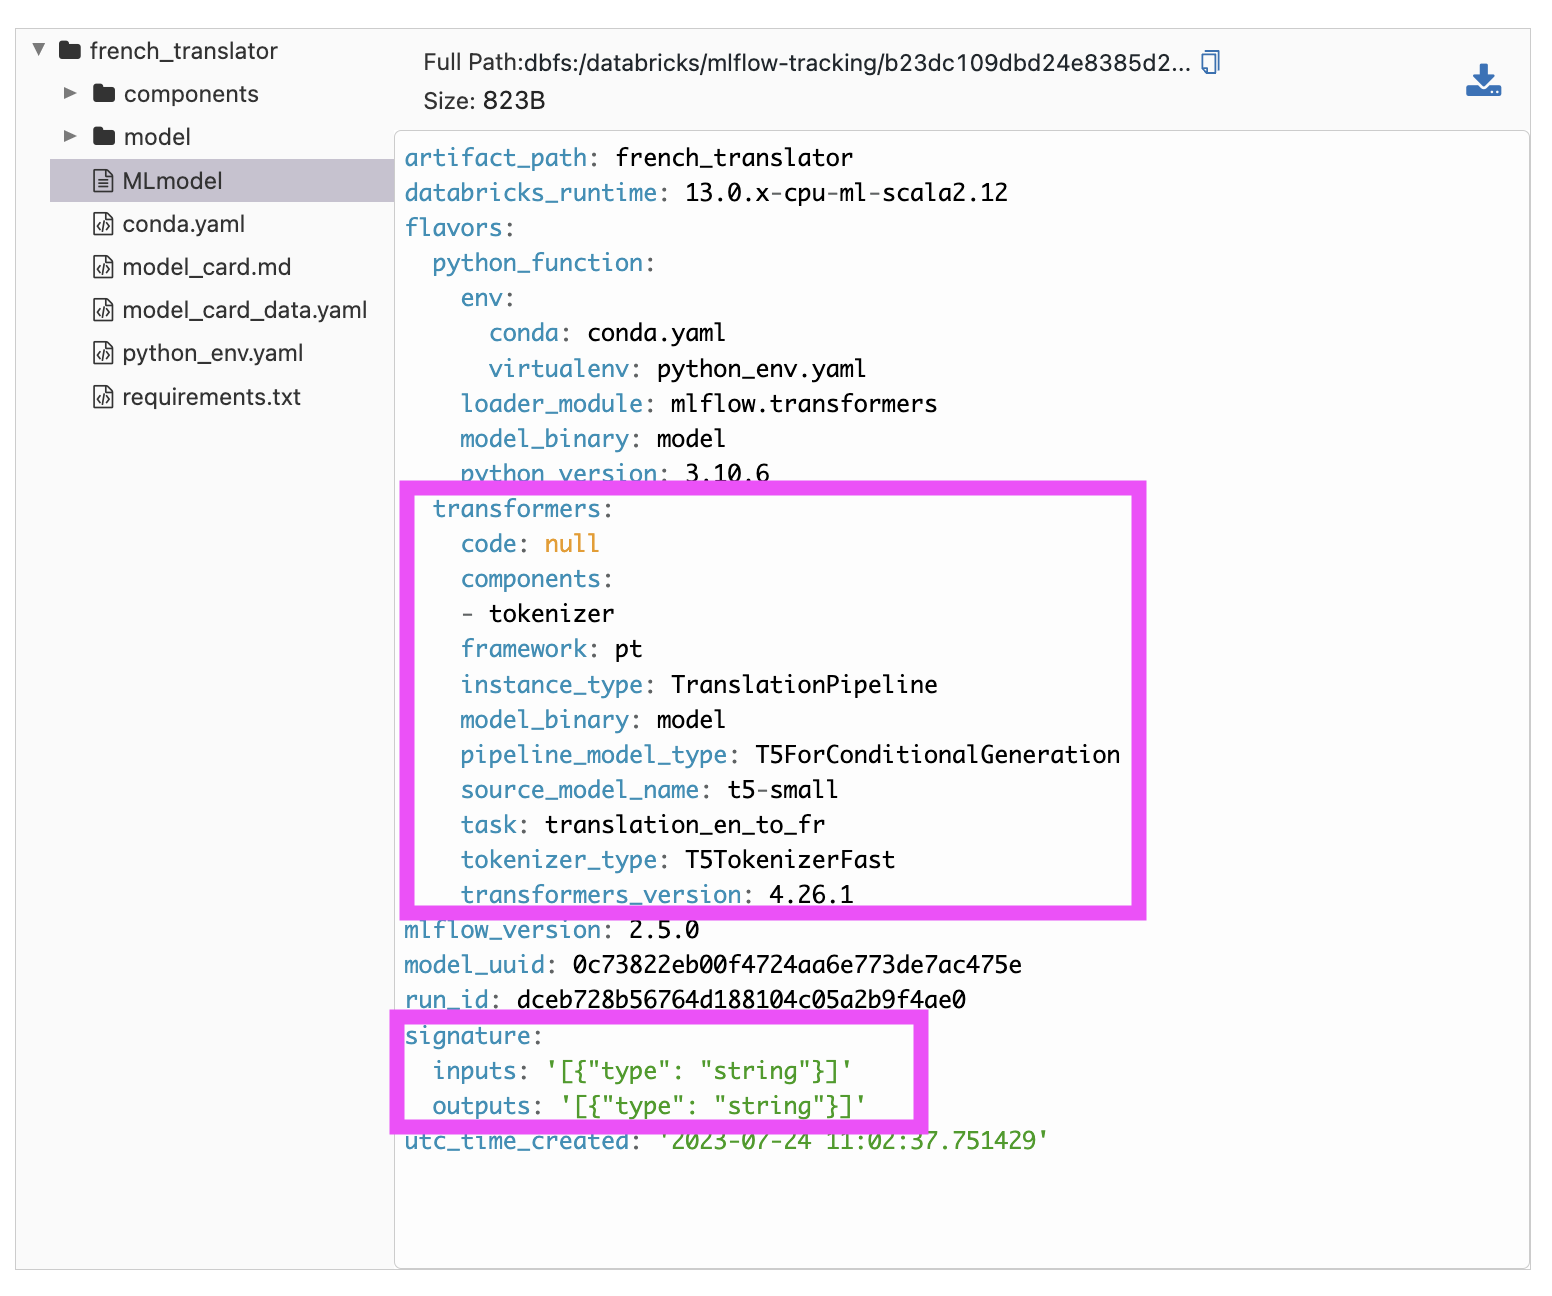 french_translator
components
model
MLmodel
conda.yaml
model_card.md
model_card_data.yaml
python_env.yaml
requirements.txt
Full Path:dbfs:/databricks/mlflow-tracking/b23dc109dbd24e8385d2...
Size: 823B
artifact_path: french_translator
databricks_runtime: 13.0.x-cpu-ml-scala2.12
flavors:
  python_function:
    env:
      conda: conda.yaml
      virtualenv: python_env.yaml
    loader_module: mlflow.transformers
    model_binary: model
    python_version: 3.10.6
  transformers:
    code: null
    components:
    - tokenizer
    framework: pt
    instance_type: TranslationPipeline
    model_binary: model
    pipeline_model_type: T5ForConditionalGeneration
    source_model_name: t5-small
    task: translation_en_to_fr
    tokenizer_type: T5TokenizerFast
    transformers_version: 4.26.1
mlflow_version: 2.5.0
model_uuid: 0c73822eb00f4724aa6e773de7ac475e
run_id: dceb728b56764d188104c05a2b9f4ae0
signature:
  inputs: '[{"type": "string"}]'
  outputs: '[{"type": "string"}]'
utc_time_created: '2023-07-24 11:02:37.751429'